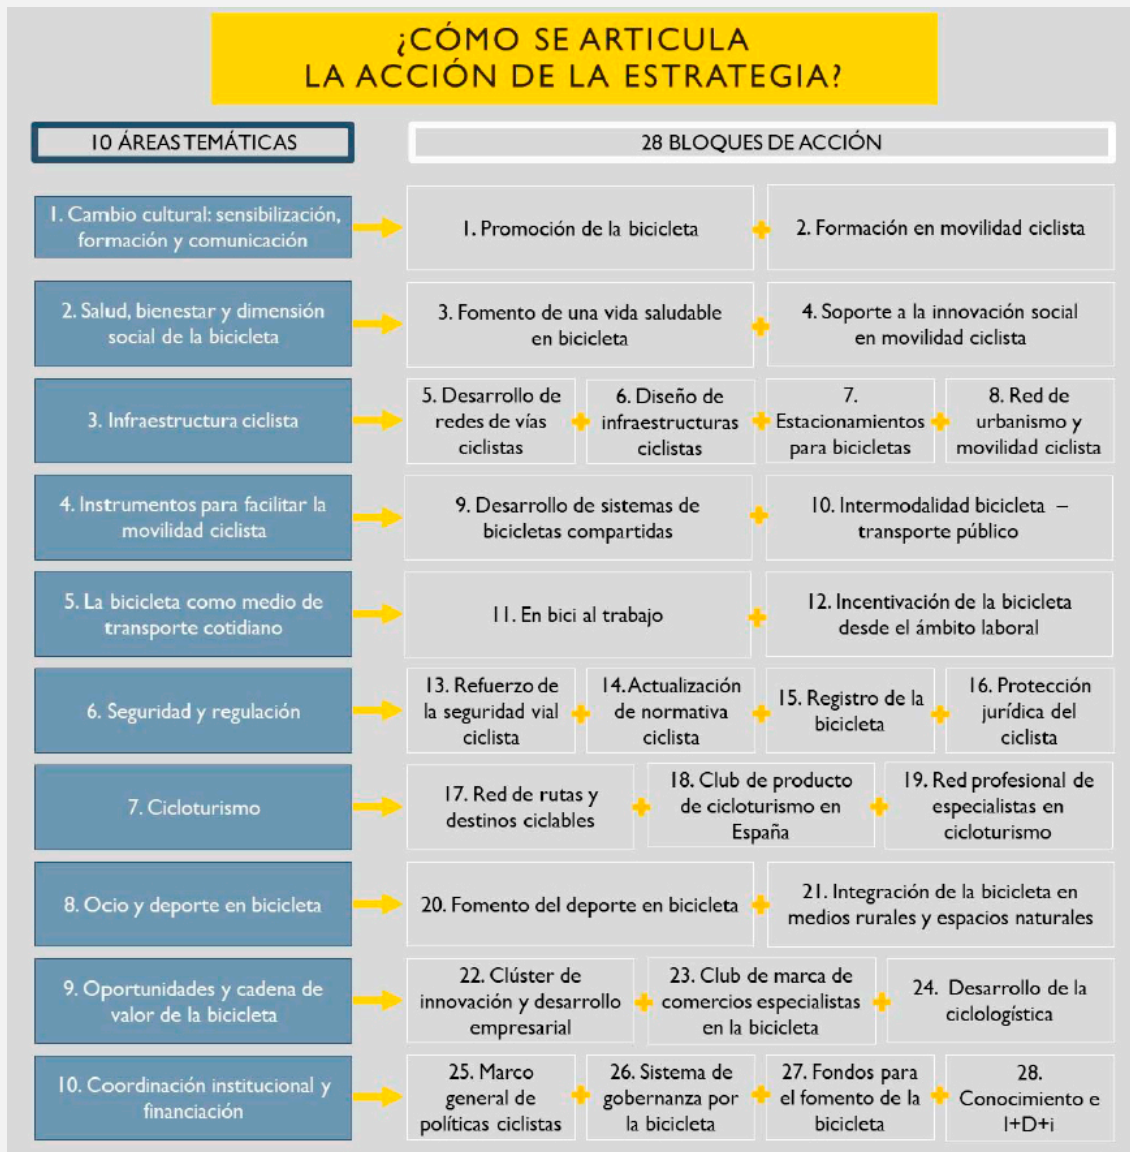 ¿CÓMO SE ARTICULA
LA ACCIÓN DE LA ESTRATEGIA?
10 ÁREAS TEMÁTICAS
28 BLOQUES DE ACCIÓN
1. Cambio cultural: sensibilización,
formación y comunicación
1. Promoción de la bicicleta
2. Formación en movilidad ciclista
2. Salud, bienestar y dimensión
social de la bicicleta
3. Fomento de una vida saludable
en bicicleta
4. Soporte a la innovación social
en movilidad ciclista
3. Infraestructura ciclista
5. Desarrollo de
redes de vías
ciclistas
6. Diseño de
infraestructuras
ciclistas
7.
Estacionamientos
para bicicletas
8. Red de
urbanismo y
movilidad ciclista
4. Instrumentos para facilitar la
movilidad ciclista
9. Desarrollo de sistemas de
bicicletas compartidas
10. Intermodalidad bicicleta –
transporte público
5. La bicicleta como medio de
transporte cotidiano
11. En bici al trabajo
12. Incentivación de la bicicleta
desde el ámbito laboral
6. Seguridad y regulación
13. Refuerzo de
la seguridad vial
ciclista
14. Actualización
de normativa
ciclista
15. Registro de la
bicicleta
16. Protección
jurídica del
ciclista
7. Cicloturismo
17. Red de rutas y
destinos ciclables
18. Club de producto
de cicloturismo en
España
19. Red profesional de
especialistas en
cicloturismo
8. Ocio y deporte en bicicleta
20. Fomento del deporte en bicicleta
21. Integración de la bicicleta en
medios rurales y espacios naturales
9. Oportunidades y cadena de
valor de la bicicleta
22. Clúster de
innovación y desarrollo
empresarial
23. Club de marca de
comercios especialistas
en la bicicleta
24. Desarrollo de la
ciclologística
10. Coordinación institucional y
financiación
25. Marco
general de
políticas ciclistas
26. Sistema de
gobernanza por
la bicicleta
27. Fondos para
el fomento de la
bicicleta
28.
Conocimiento e
I+D+i